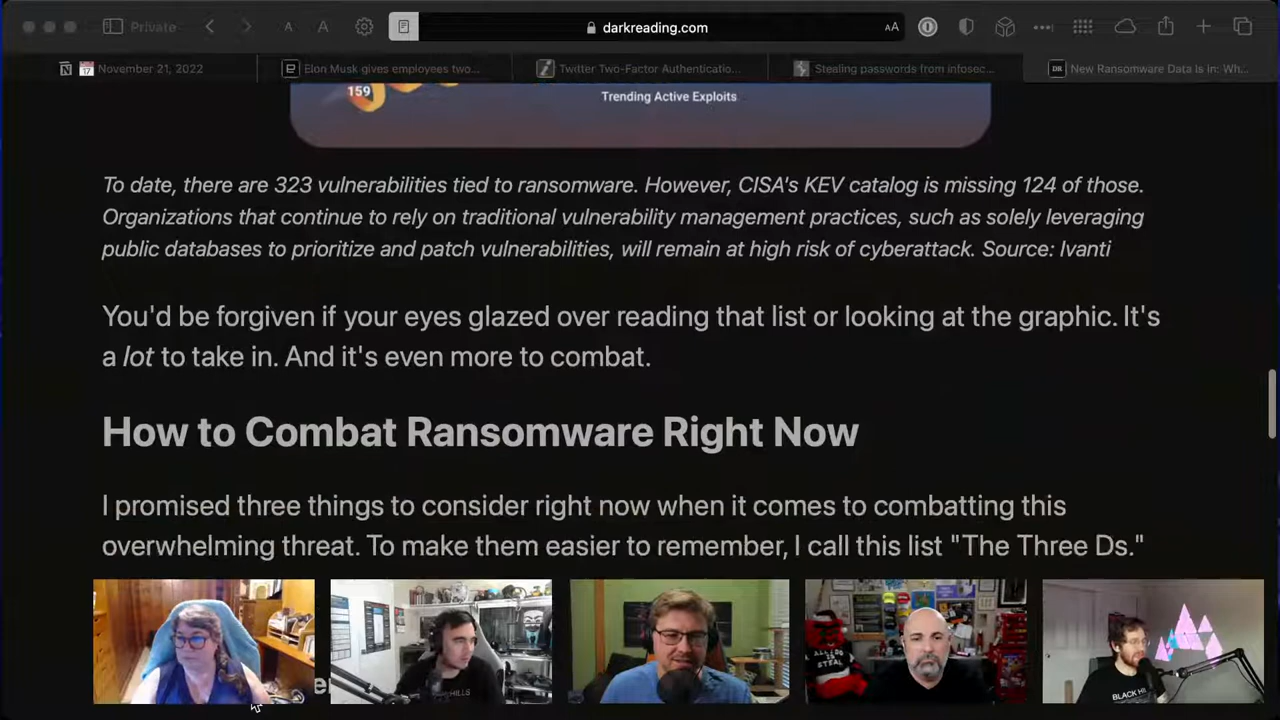 Private
A
A
darkreading.com
AA
17
November 21, 2022
Elon Musk gives employees two...
Twitter Two-Factor Authenticatio...
Stealing passwords from infosec...
DR
New Ransomware Data Is in: Wh...
159
Trending Active Exploits
To date, there are 323 vulnerabilities tied to ransomware. However, CISA's KEV catalog is missing 124 of those.
Organizations that continue to rely on traditional vulnerability management practices, such as solely leveraging
public databases to prioritize and patch vulnerabilities, will remain at high risk of cyberattack. Source: Ivanti
You'd be forgiven if your eyes glazed over reading that list or looking at the graphic. It's
a lot to take in. And it's even more to combat.
How to Combat Ransomware Right Now
I promised three things to consider right now when it comes to combatting this
overwhelming threat. To make them easier to remember, I call this list "The Three Ds."
STEAL
HILLS
BLACK